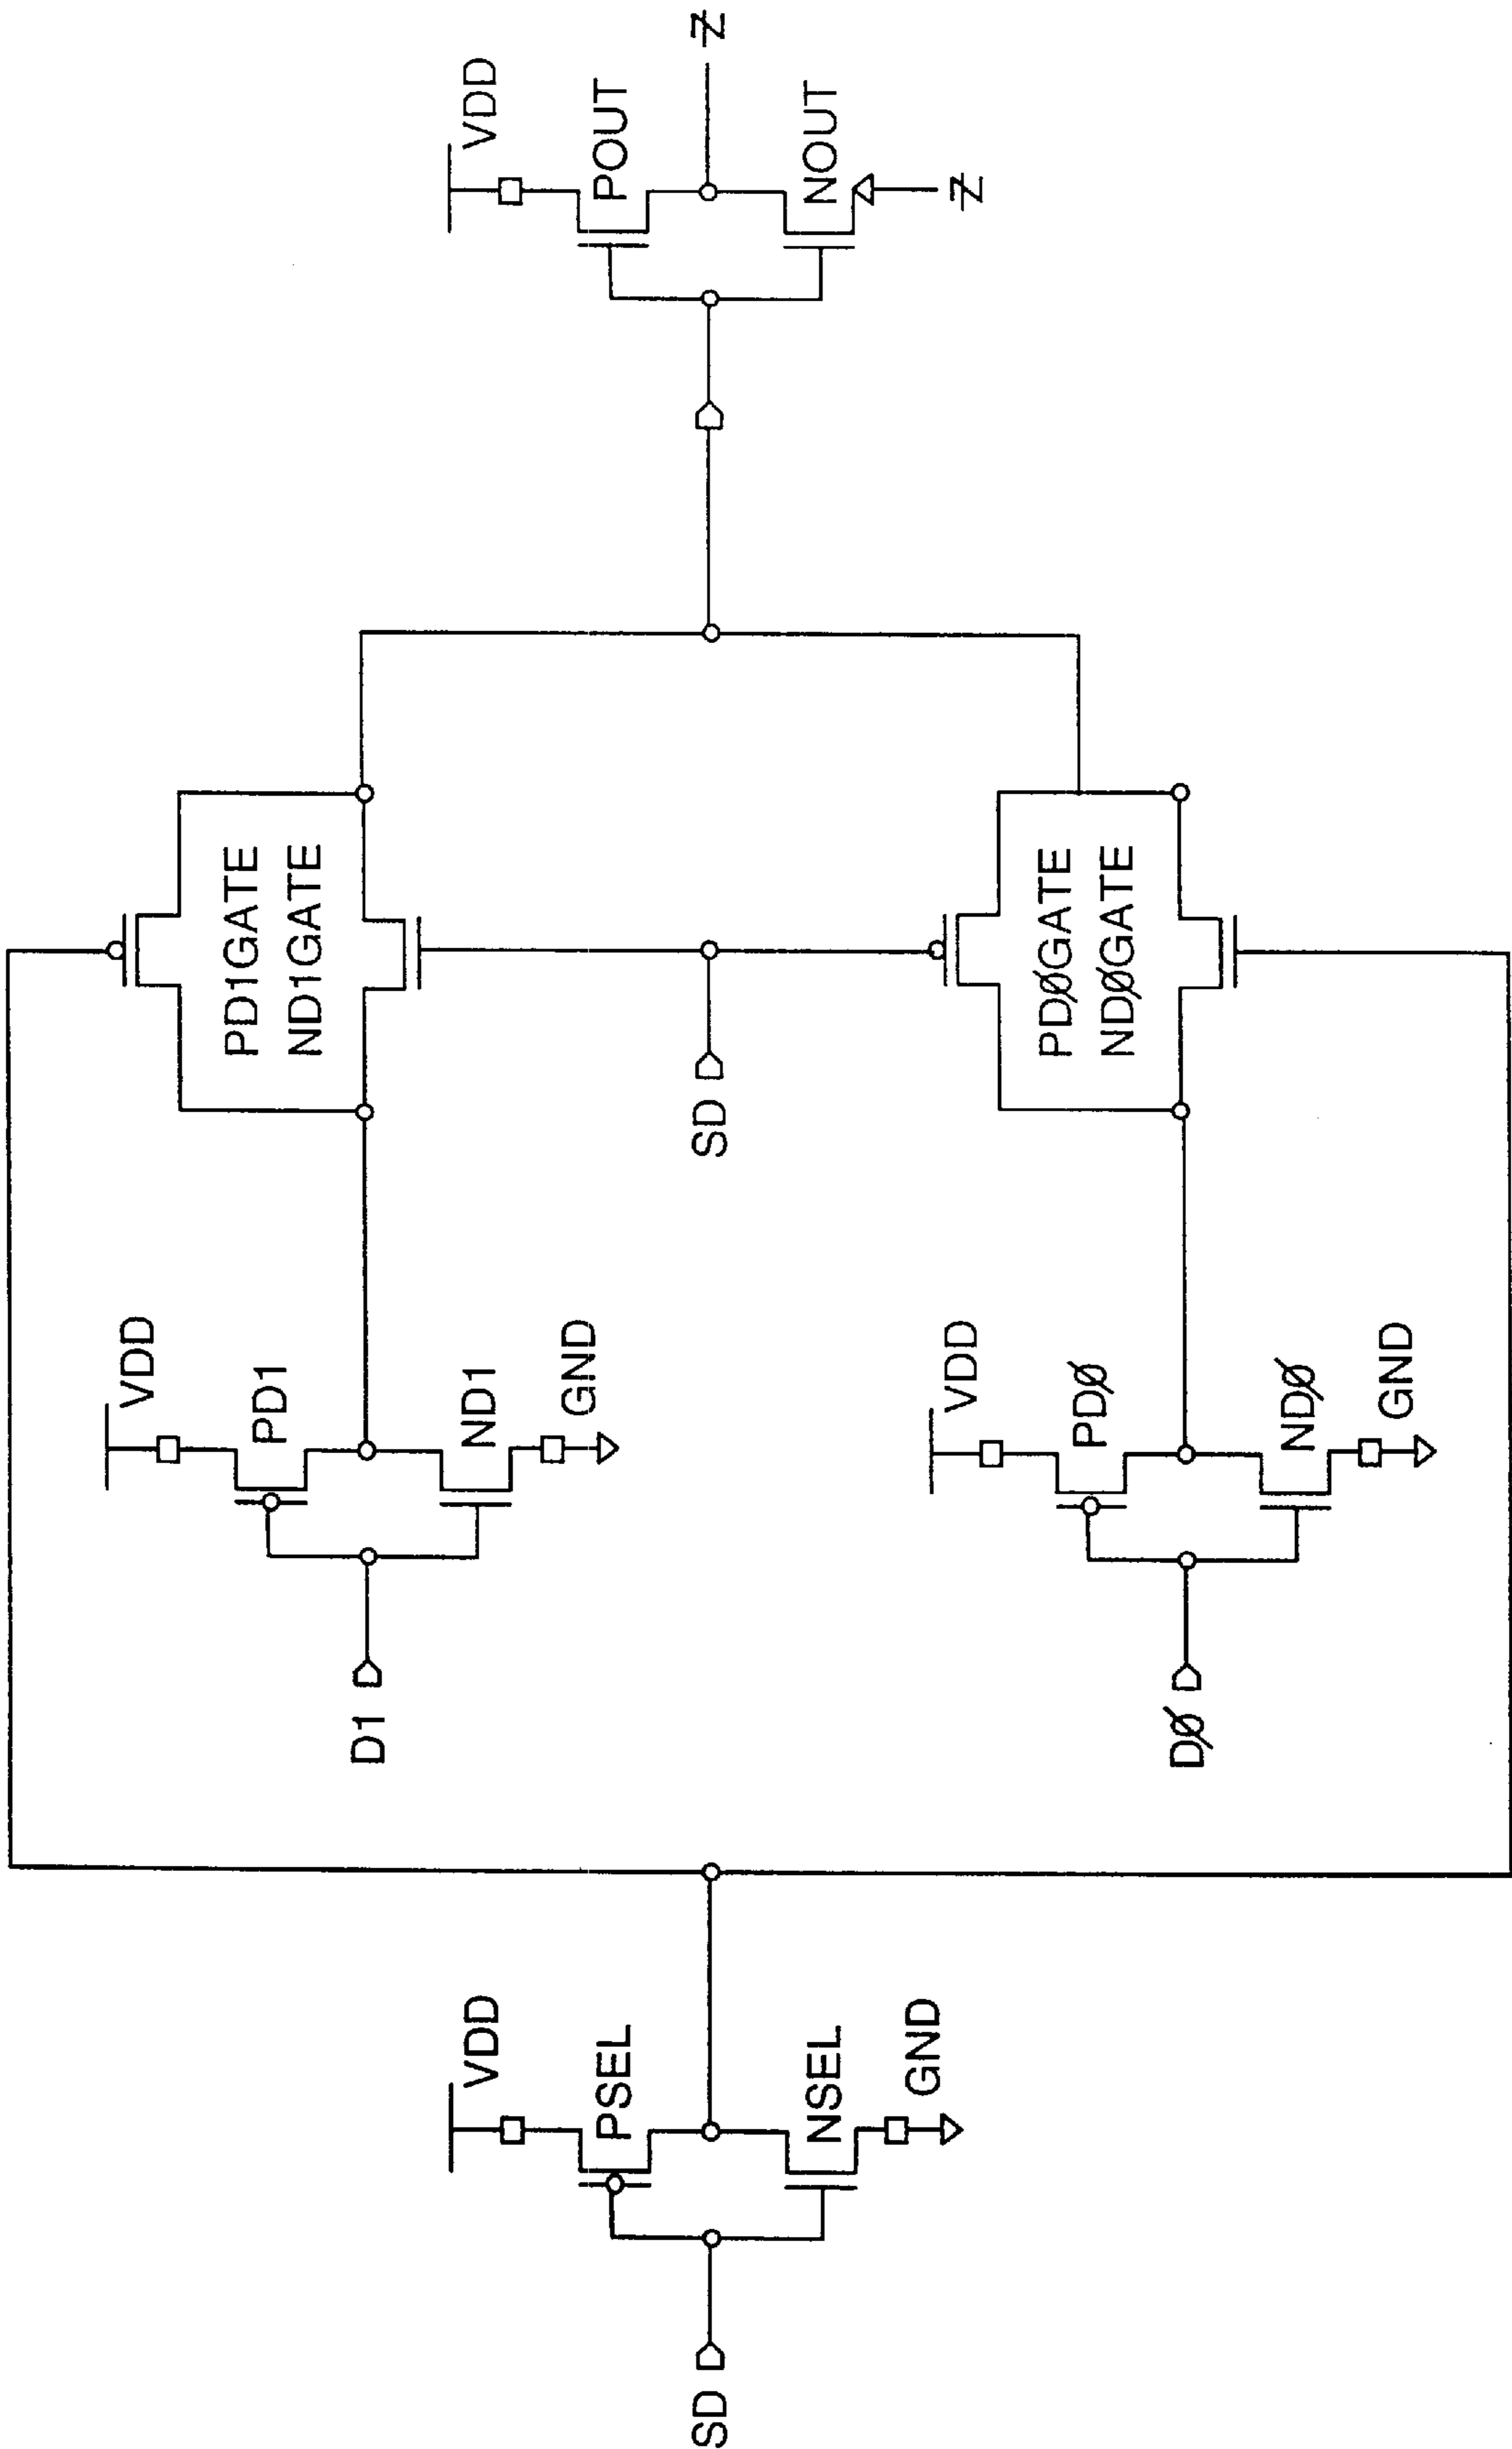 VDD
PD1
PD1GATE
ND1GATE
D1
VDD
ND1
VDD
GND
PSEL
POUT
SD
SD
Z
NSEL
NOUT
GND
VDD
Z
PDØ
PDØGATE
NDØGATE
DØ
NDØ
GND